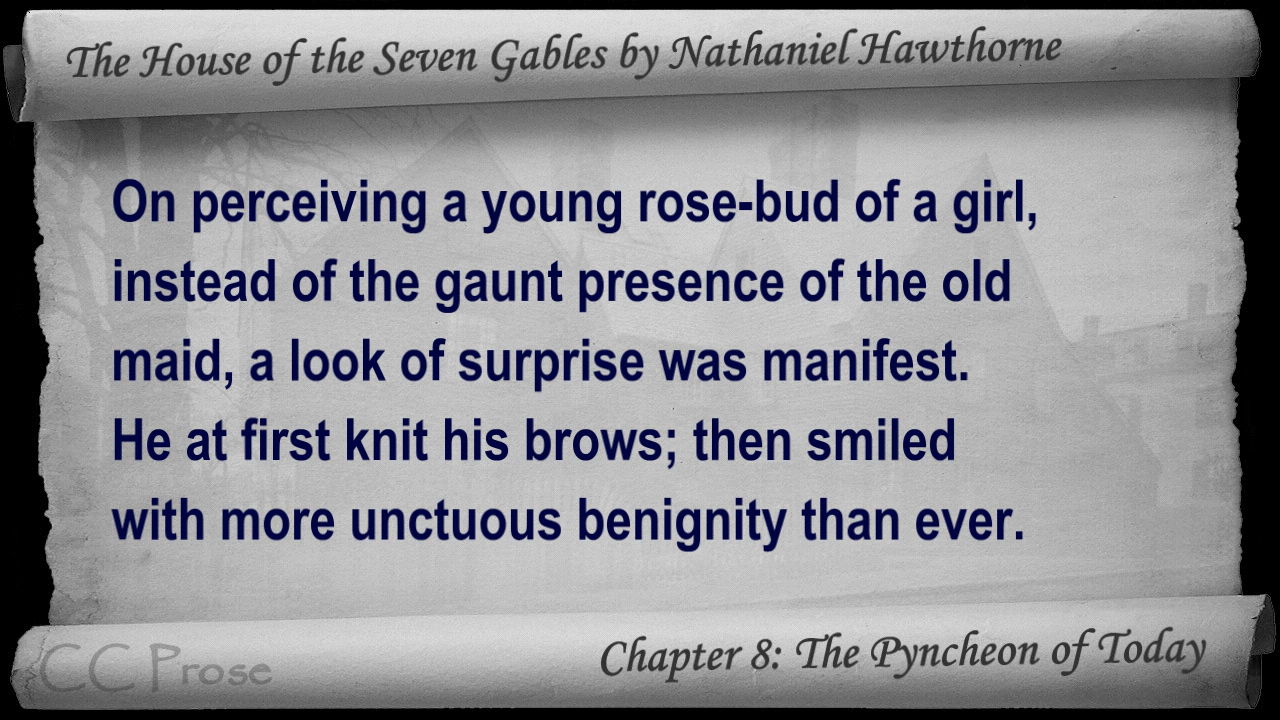 The House of the Seven Gables by Nathaniel Hawthorne
On perceiving a young rose-bud of a girl,
instead of the gaunt presence of the old
maid, a look of surprise was manifest.
He at first knit his brows; then smiled
with more unctuous benignity than ever.
CC Prose
Chapter 8: The Pyncheon of Today